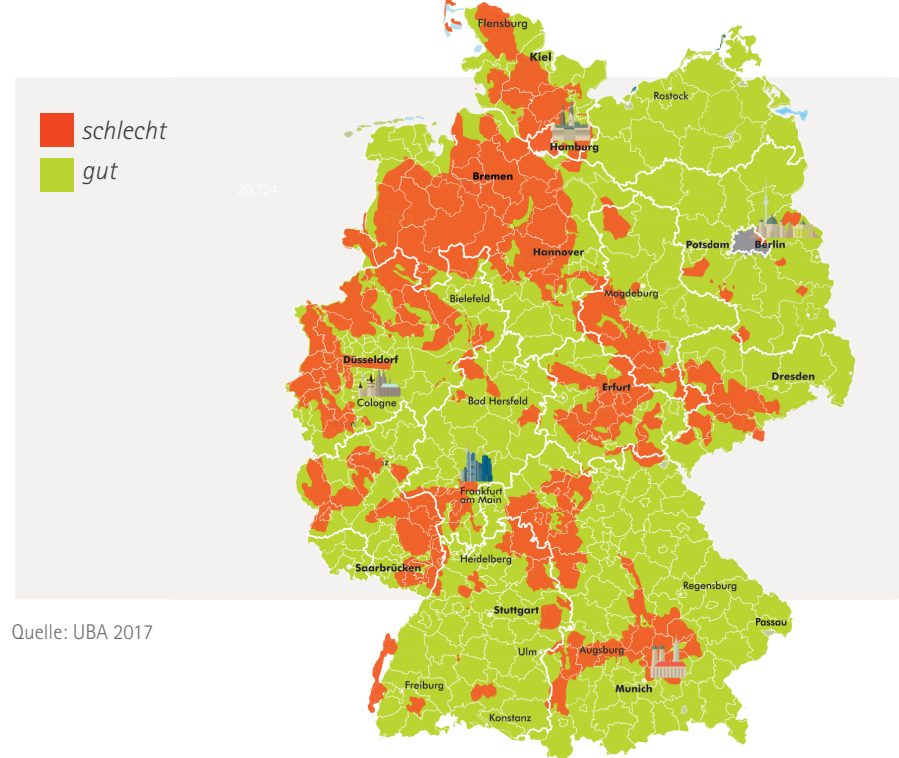 Flensburg
Kiel
Rostock
schlecht
Hamburg
gut
Bremen
20.724
Potsdam
Berlin
Hannover
Magdeburg
Bielefeld
Düsseldorf
Dresden
Erfurt
Cologne
Bad Hersfeld
Frankfurt
am Main
Heidelberg
Saarbrücken
Regensburg
Stuttgart
Passau
Quelle: UBA 2017
Ulm
Augsburg
Freiburg
Munich
Konstanz